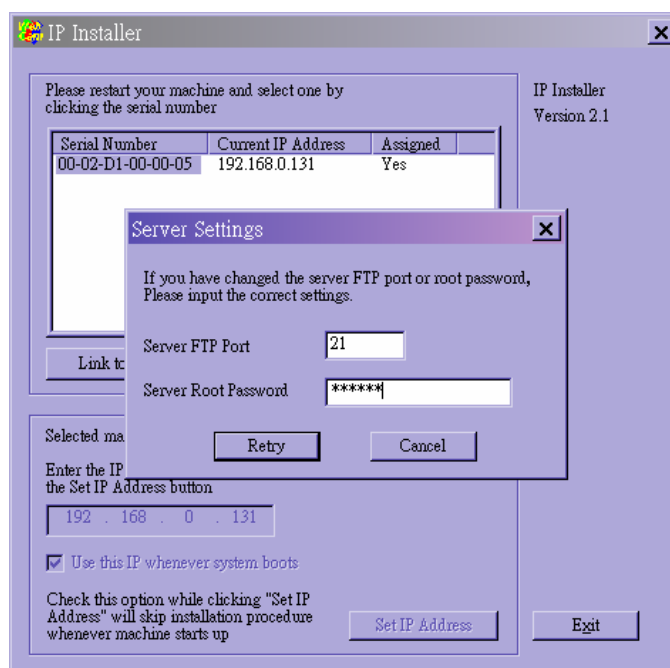 IP Installer
Please restart your machine and select one by
clicking the serial number
IP Installer
Version 2.1
Serial Number Current IP Address Assigned
00-02-D1-00-00-05 192.168.0.131 Yes
Server Settings
If you have changed the server FTP port or root password,
Please input the correct settings.
Server FTP Port 21
Server Root Password ******
Retry Cancel
Link to
Selected ma
Enter the IP
the Set IP Address button
192 . 168 . 0 . 131
Use this IP whenever system boots
Check this option while clicking "Set IP
Address" will skip installation procedure
whenever machine starts up
Set IP Address
Exit